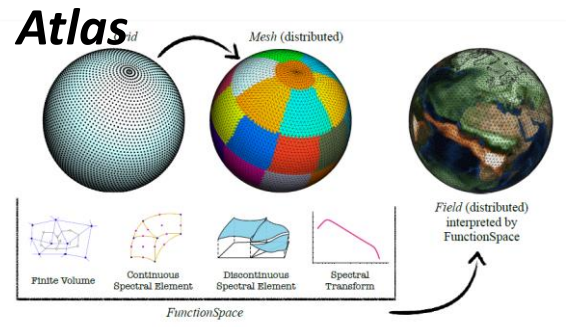 Atlas
Mesh (distributed)
Field (distributed)
interpreted by
FunctionSpace
Finite Volume
Continuous
Spectral Element
Discontinuous
Spectral Element
Spectral
Transform
FunctionSpace